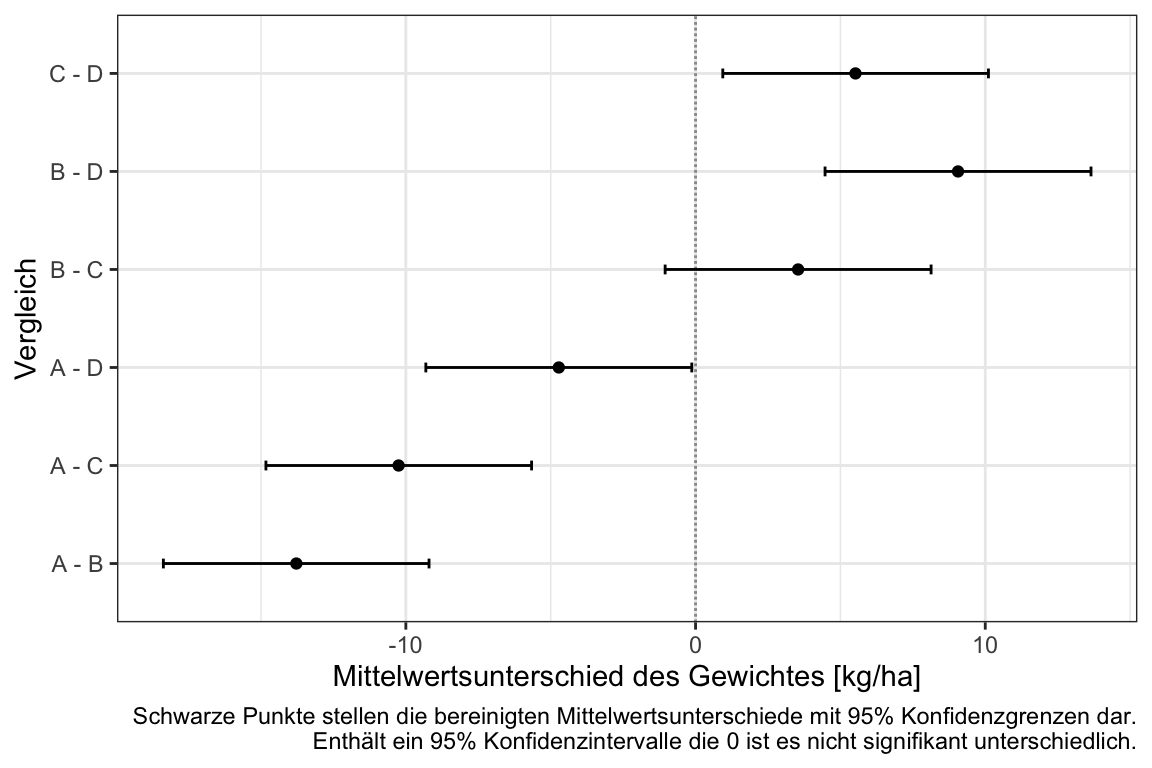 C - D
B - D
B - C
A - D
A - C
A - B
Vergleich
-10 0 10
Mittelwertsunterschied des Gewichtes [kg/ha]
Schwarze Punkte stellen die bereinigten Mittelwertsunterschiede mit 95% Konfidenzgrenzen dar.
Enthält ein 95% Konfidenzintervalle die 0 ist es nicht signifikant unterschiedlich.